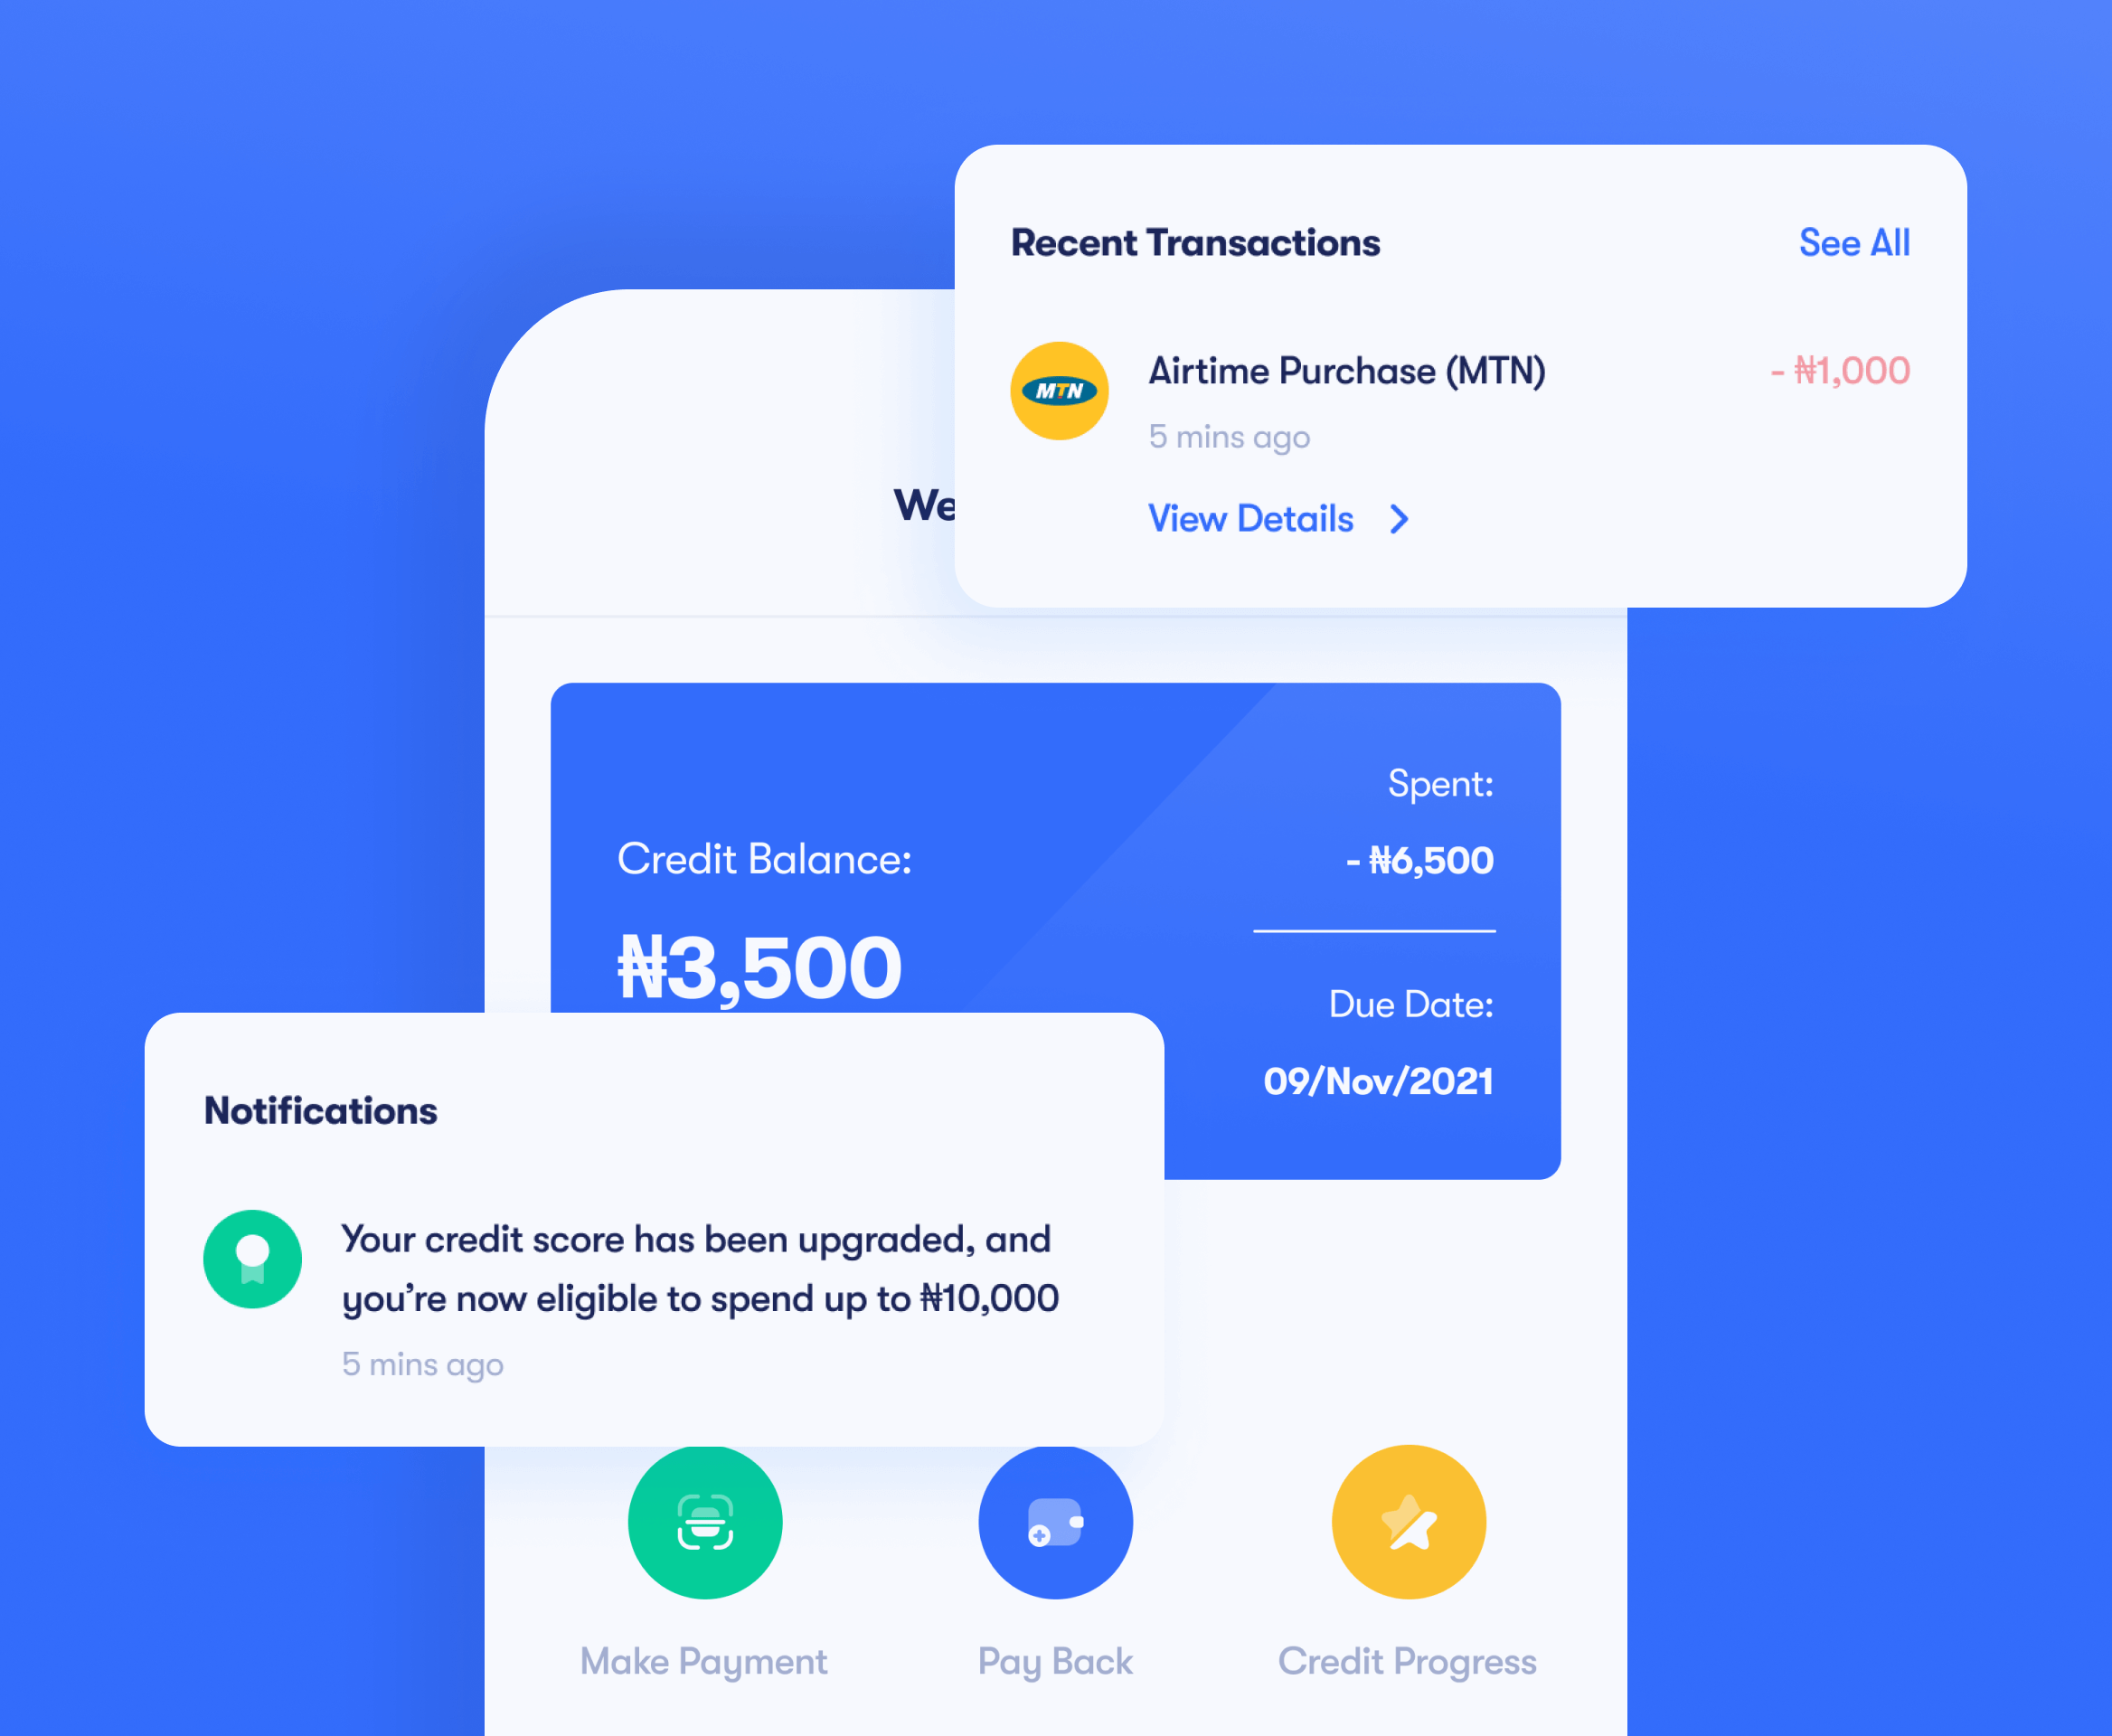 Recent Transactions
See All
MTN
Airtime Purchase (MTN)
- ₦1,000
5 mins ago
View Details
We
Spent:
- ₦6,500
Credit Balance:
₦3,500
Due Date:
09/Nov/2021
Notifications
Your credit score has been upgraded, and
you’re now eligible to spend up to ₦10,000
5 mins ago
Make Payment
Pay Back
Credit Progress